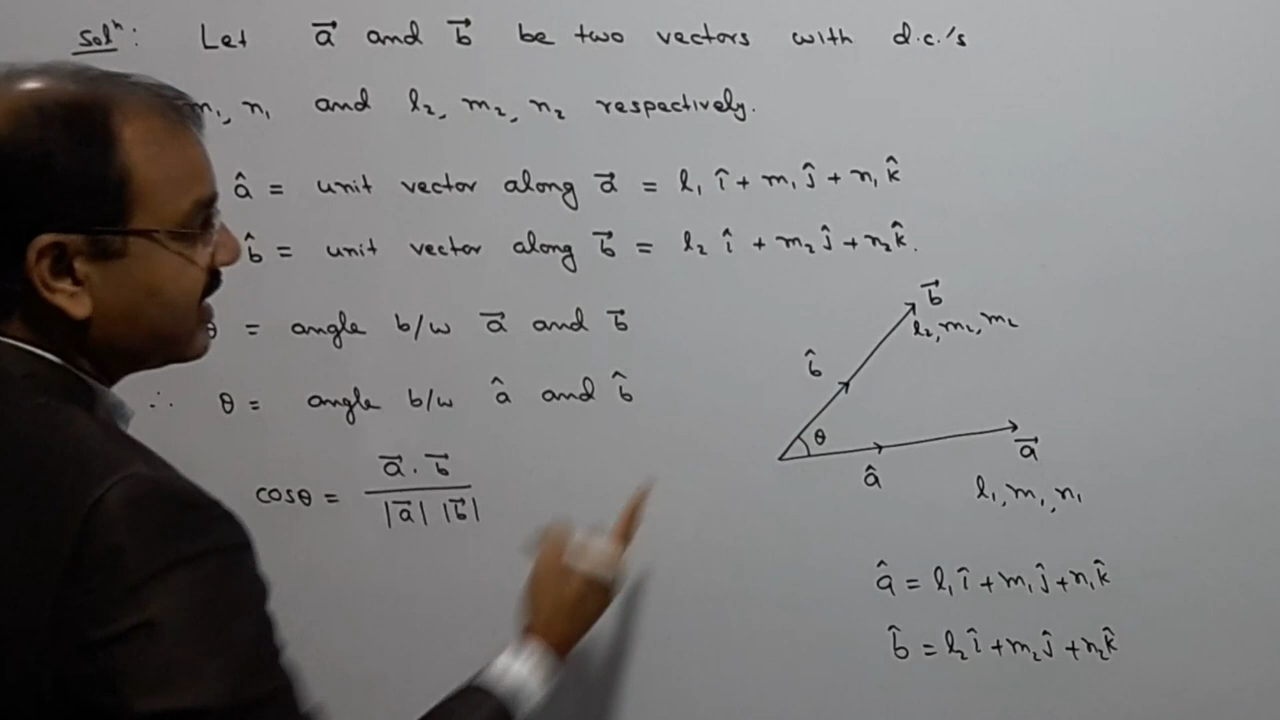 Solⁿ: Let a⃗ and b⃗ be two vectors with d.c.'s
m₁, n₁ and l₂, m₂, n₂ respectively.
â = unit vector along a⃗ = l₁ î + m₁ ĵ + n₁ k̂
b̂ = unit vector along b⃗ = l₂ î + m₂ ĵ + n₂ k̂.
θ = angle b/w a⃗ and b⃗
∴ θ = angle b/w â and b̂
cosθ = a⃗ . b⃗ / |a⃗| |b⃗|
b⃗
l₂, m₂, m₂
b̂
θ
â
a⃗
l₁, m₁, n₁
â = l₁ î + m₁ ĵ + n₁ k̂
b̂ = l₂ î + m₂ ĵ + n₂ k̂